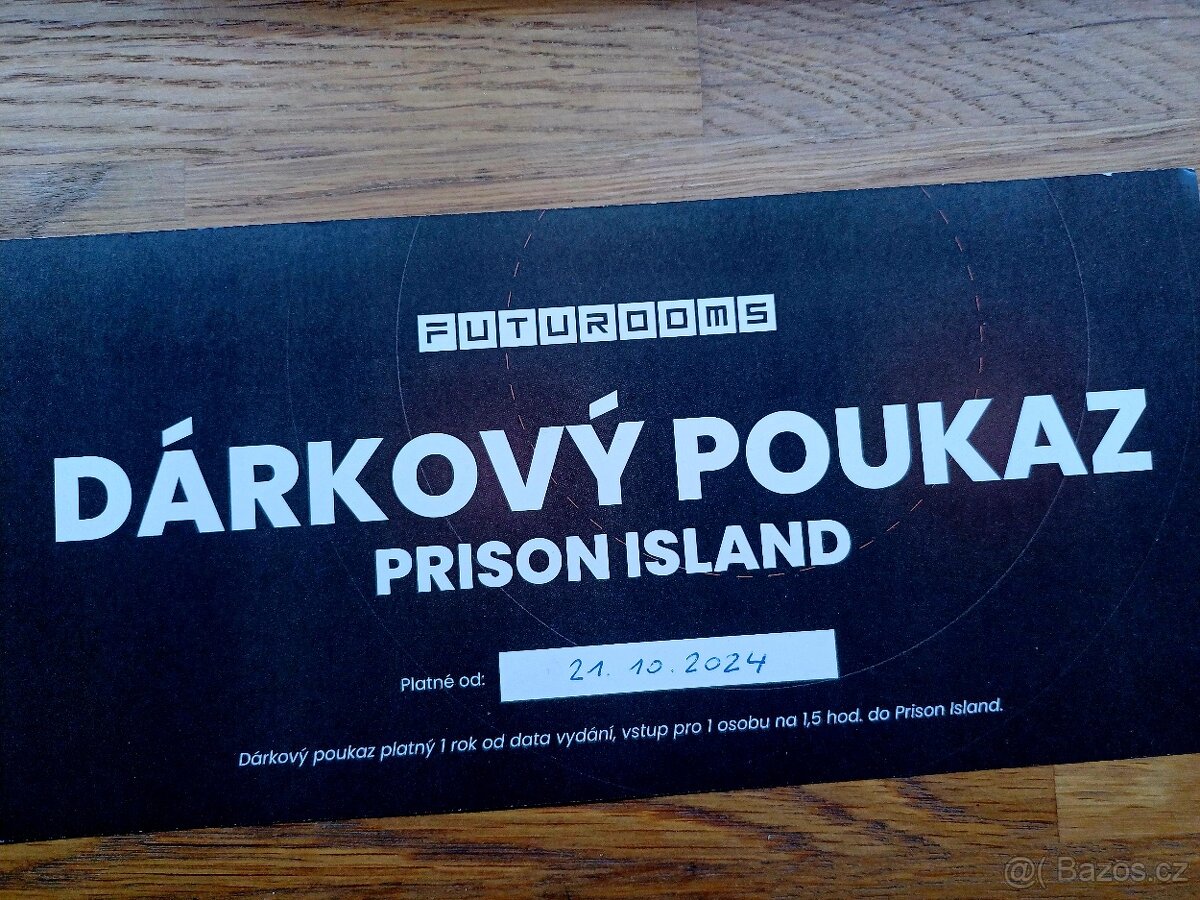 FUTUROOMS
DÁRKOVÝ POUKAZ
PRISON ISLAND
Platné od: 21. 10. 2024
Dárkový poukaz platný 1 rok od data vydání, vstup pro 1 osobu na 1,5 hod. do Prison Island.
@( Bazos.cz